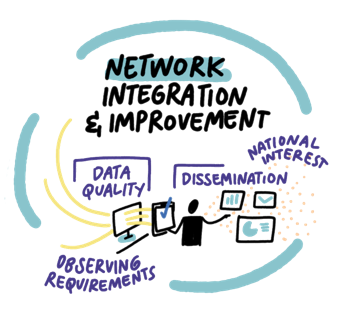 NETWORK
INTEGRATION
& IMPROVEMENT
NATIONAL
INTEREST
DATA
QUALITY
DISSEMINATION
OBSERVING
REQUIREMENTS